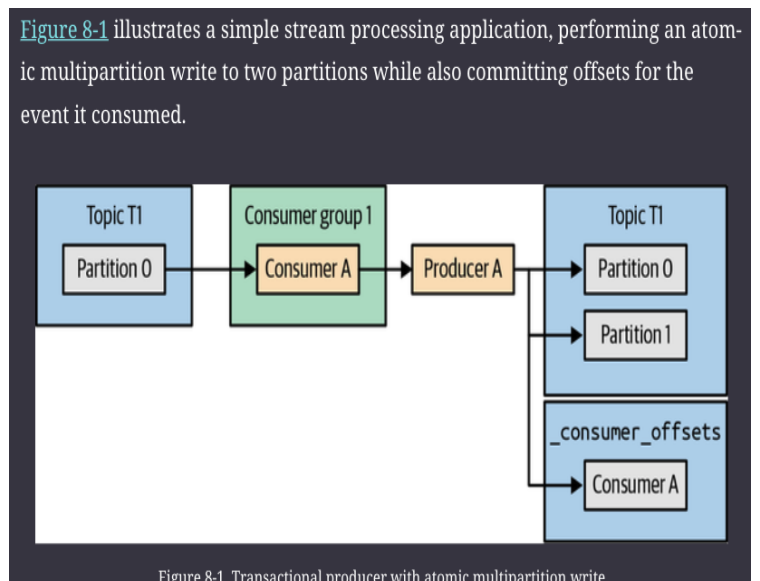 Figure 8-1 illustrates a simple stream processing application, performing an atom-
ic multipartition write to two partitions while also committing offsets for the
event it consumed.
Topic T1
Partition 0
Consumer group 1
Consumer A
Producer A
Topic T1
Partition 0
Partition 1
_consumer_offsets
Consumer A
Figure 8-1. Transactional producer with atomic multipartition write